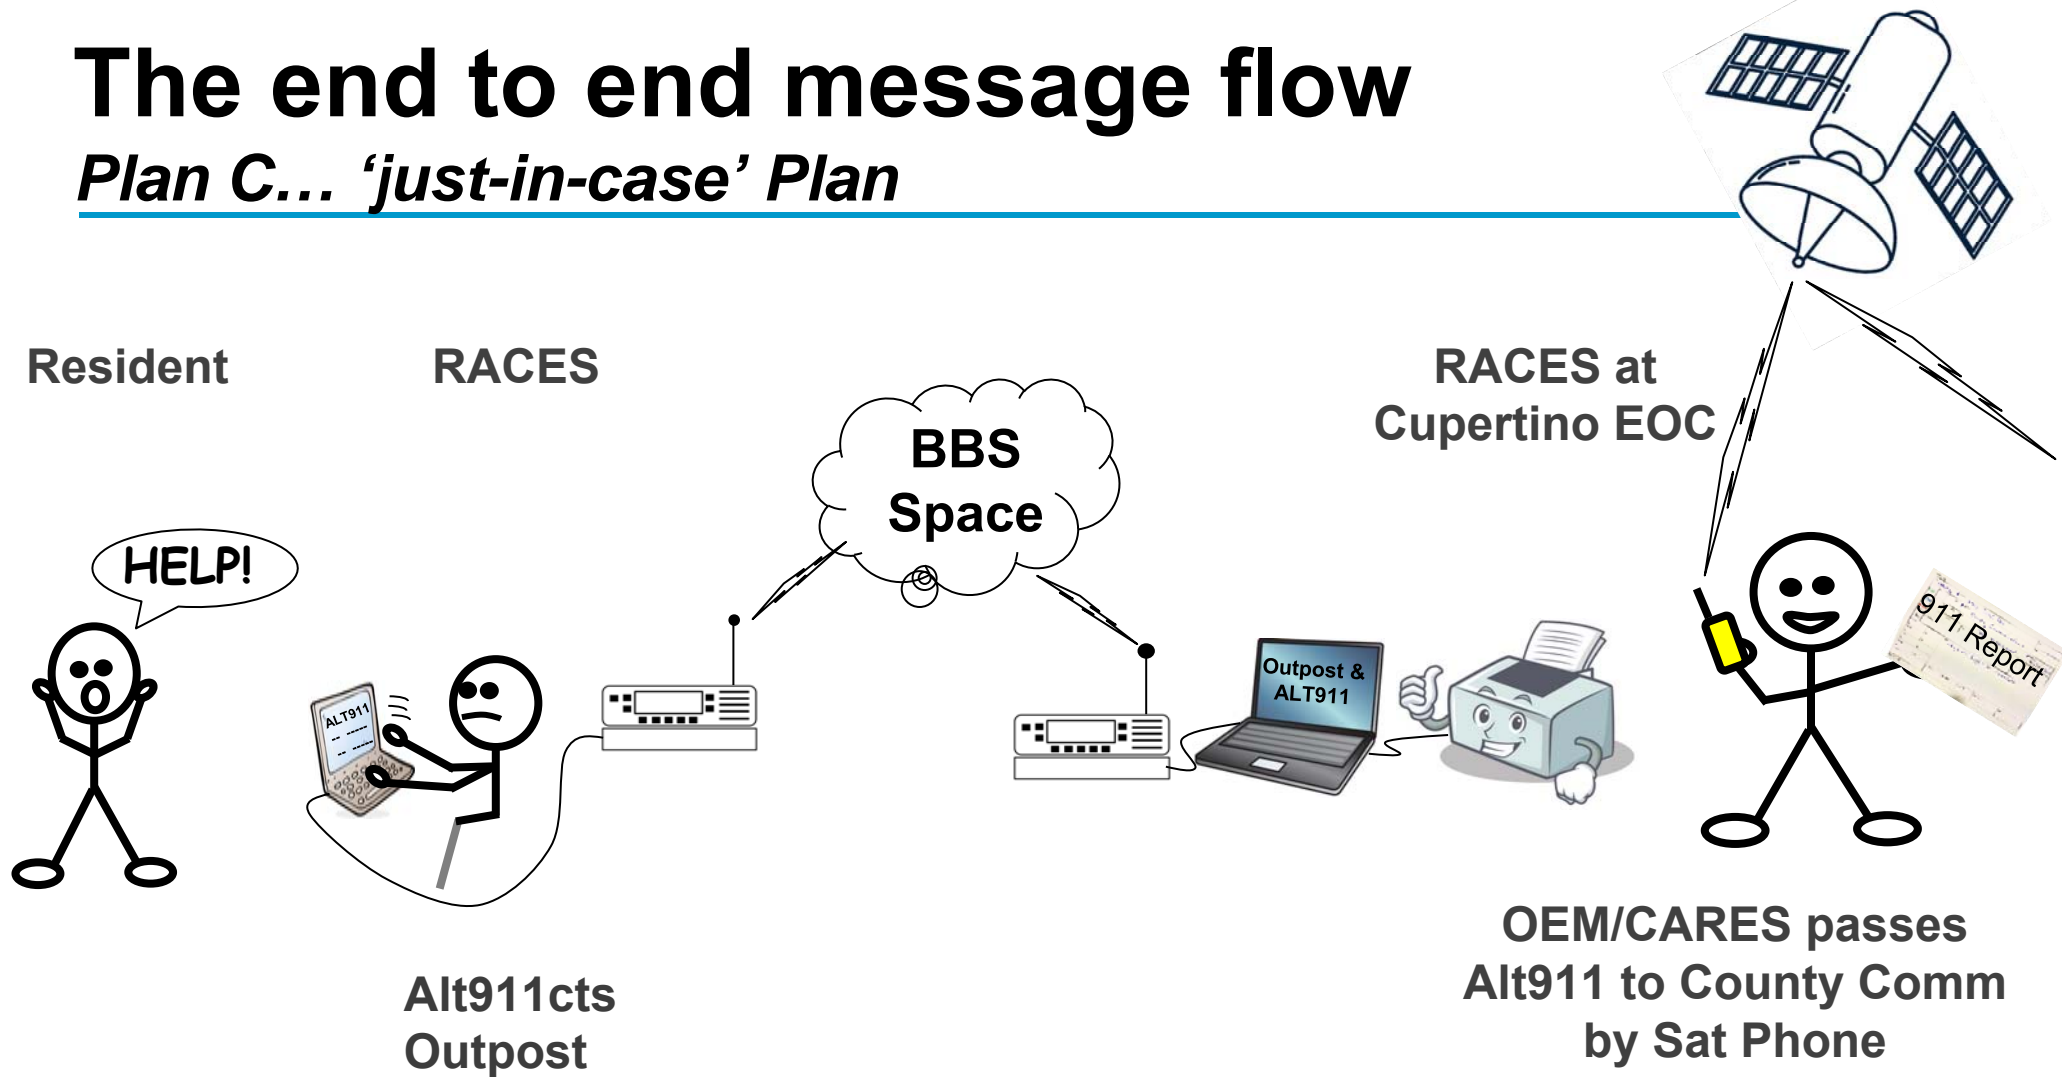 The end to end message flow
Plan C… ‘just-in-case’ Plan
Resident
RACES
RACES at
Cupertino EOC
BBS
Space
HELP!
ALT911
-- -----
-- -----
Outpost &
ALT911
911 Report
Alt911cts
Outpost
OEM/CARES passes
Alt911 to County Comm
by Sat Phone